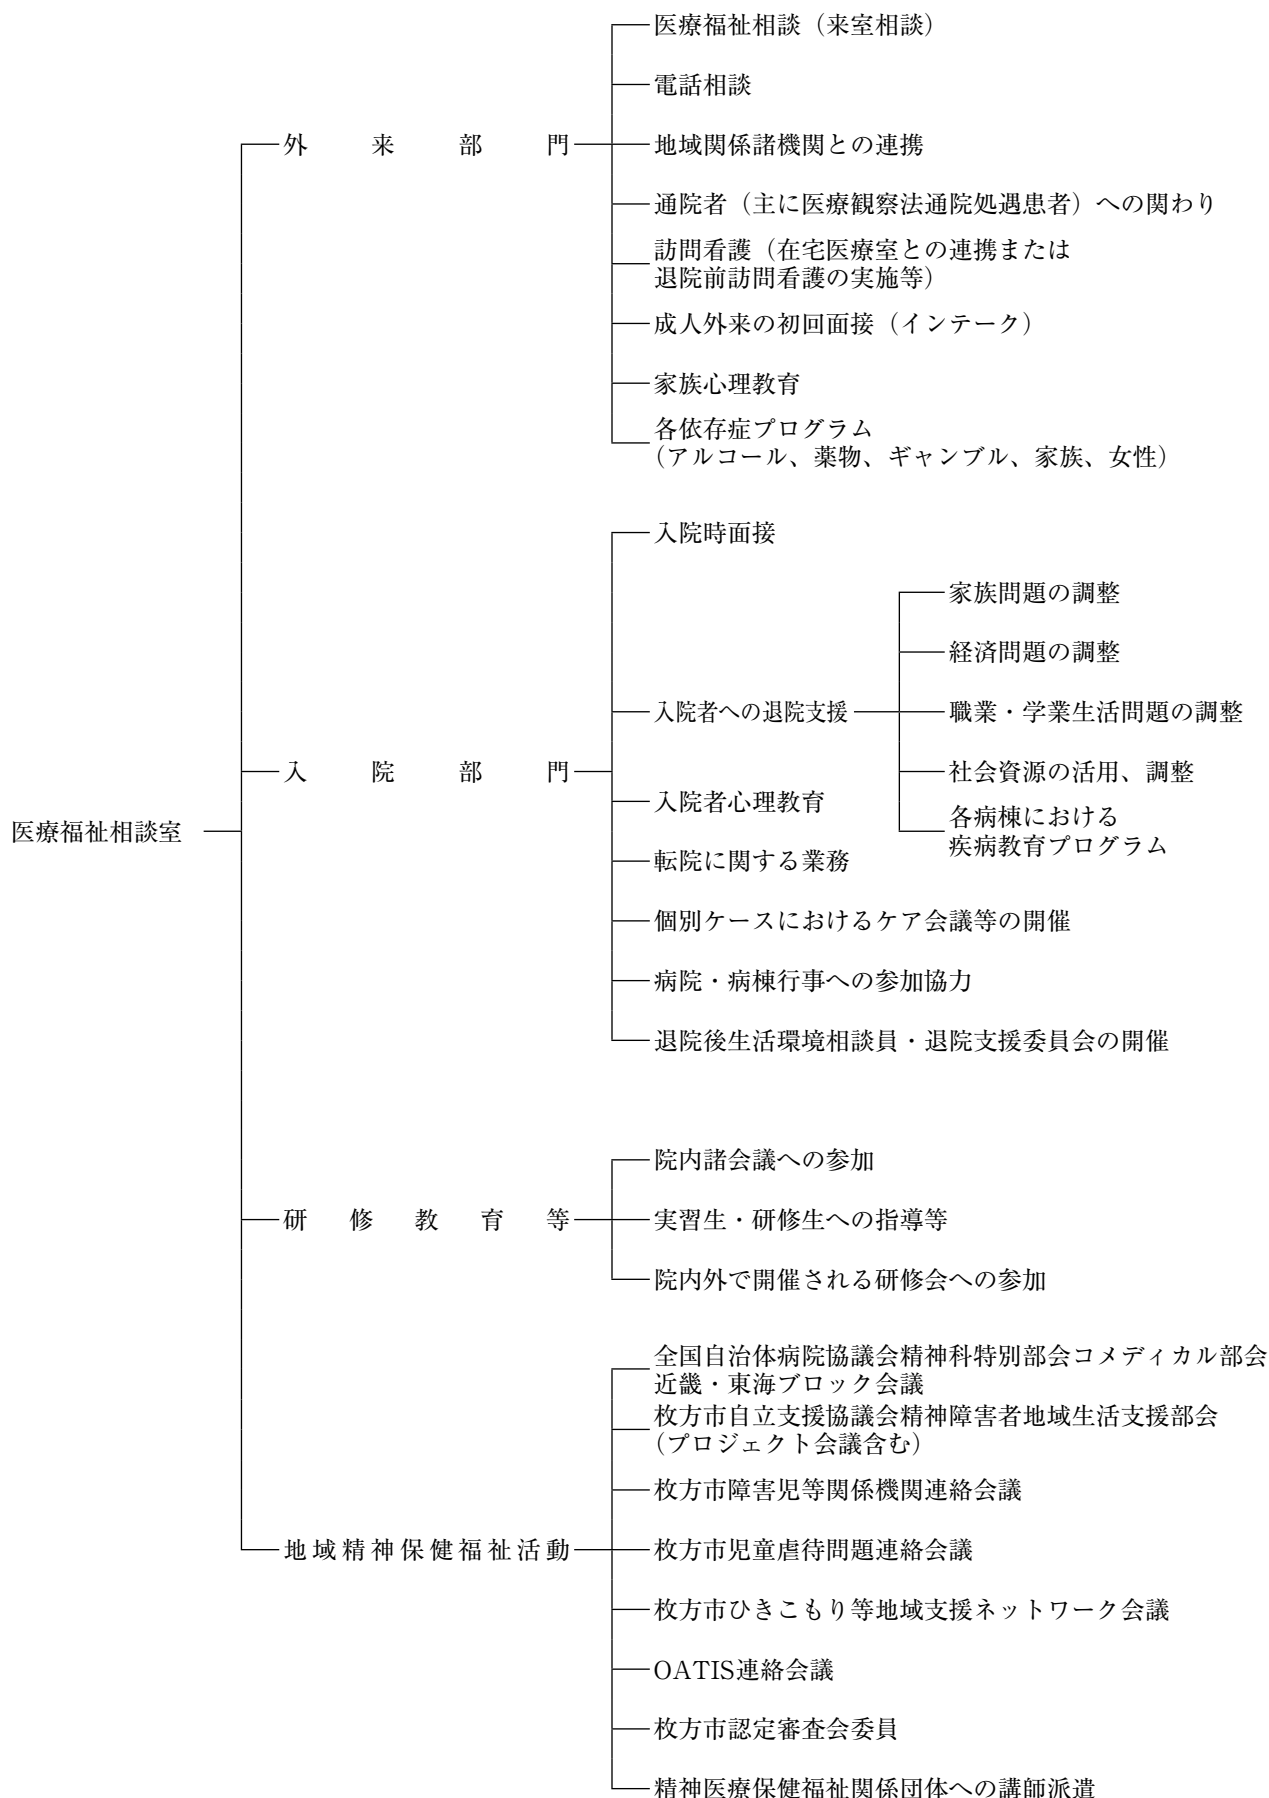 医療福祉相談室
外来部門
医療福祉相談（来室相談）
電話相談
地域関係諸機関との連携
通院者（主に医療観察法通院処遇患者）への関わり
訪問看護（在宅医療室との連携または
退院前訪問看護の実施等）
成人外来の初回面接（インテーク）
家族心理教育
各依存症プログラム
（アルコール、薬物、ギャンブル、家族、女性）
入院部門
入院時面接
入院者への退院支援
家族問題の調整
経済問題の調整
職業・学業生活問題の調整
社会資源の活用、調整
各病棟における
疾病教育プログラム
入院者心理教育
転院に関する業務
個別ケースにおけるケア会議等の開催
病院・病棟行事への参加協力
退院後生活環境相談員・退院支援委員会の開催
研修教育等
院内諸会議への参加
実習生・研修生への指導等
院内外で開催される研修会への参加
地域精神保健福祉活動
全国自治体病院協議会精神科特別部会コメディカル部会
近畿・東海ブロック会議
枚方市自立支援協議会精神障害者地域生活支援部会
（プロジェクト会議含む）
枚方市障害児等関係機関連絡会議
枚方市児童虐待問題連絡会議
枚方市ひきこもり等地域支援ネットワーク会議
OATIS連絡会議
枚方市認定審査会委員
精神医療保健福祉関係団体への講師派遣